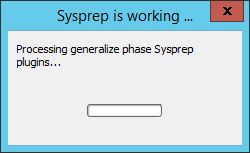 Sysprep is working ...
Processing generalize phase Sysprep
plugins...